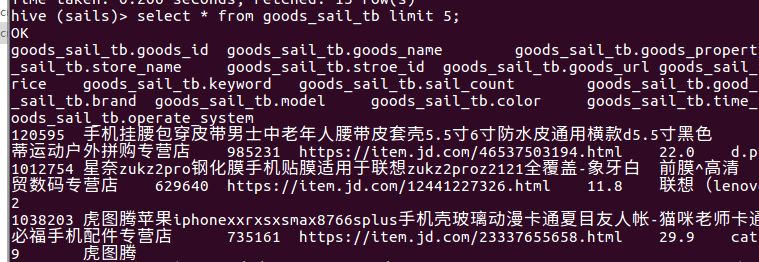 hive (sails)> select * from goods_sail_tb limit 5;
OK
goods_sail_tb.goods_id goods_sail_tb.goods_name goods_sail_tb.goods_property
_sail_tb.store_name goods_sail_tb.stroe_id goods_sail_tb.goods_url goods_sail_
rice goods_sail_tb.keyword goods_sail_tb.sail_count goods_sail_tb.good_
_sail_tb.brand goods_sail_tb.model goods_sail_tb.color goods_sail_tb.time_
oods_sail_tb.operate_system
120595 手机挂腰包穿皮带男士中老年人腰带皮套壳5.5寸6寸防水皮通用横款d5.5寸黑色
蒂运动户外拼购专营店 985231 https://item.jd.com/46537503194.html 22.0 d.p
1012754 星奈zukz2pro钢化膜手机贴膜适用于联想zukz2proz2121全覆盖-象牙白 前膜^高清
贸数码专营店 629640 https://item.jd.com/12441227326.html 11.8 联想（lenov
2
1038203 虎图腾苹果iphonexxrxsxsmax8766splus手机壳玻璃动漫卡通夏目友人帐-猫咪老师卡通
必福手机配件专营店 735161 https://item.jd.com/23337655658.html 29.9 cat
9 虎图腾